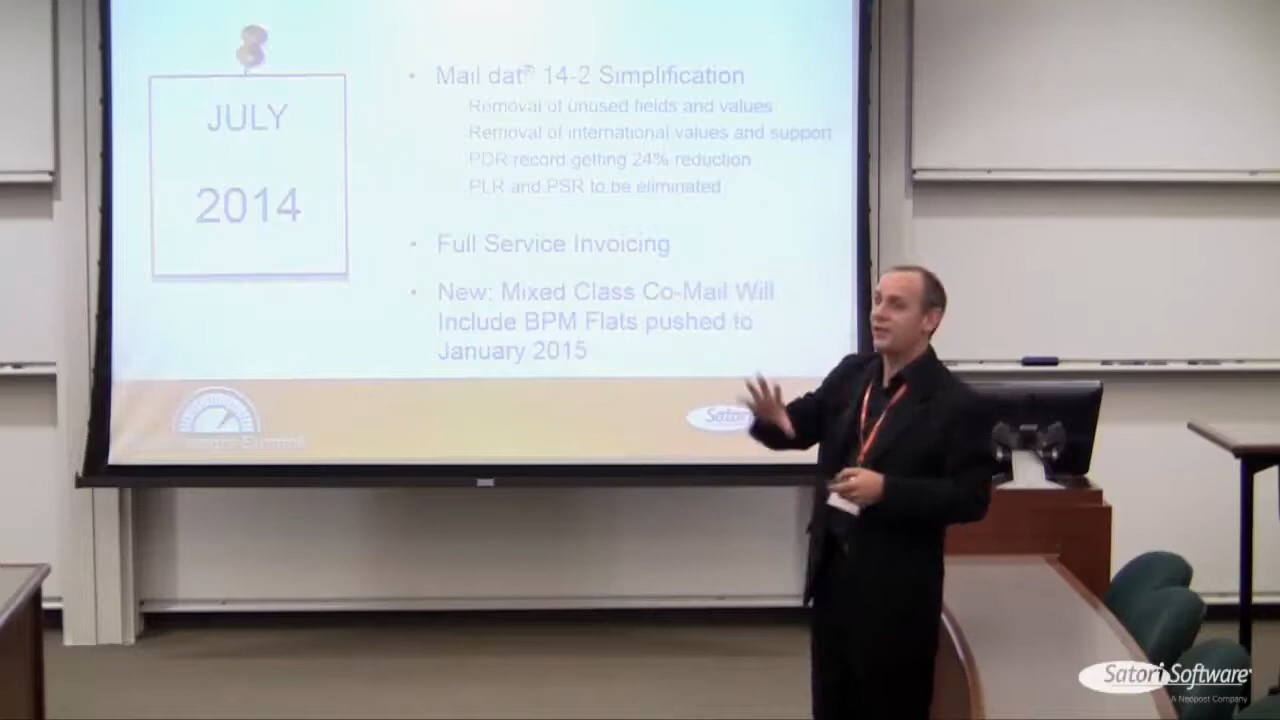 JULY
2014
• Mail dat® 14-2 Simplification
Removal of unused fields and values
Removal of international values and support
PDR record getting 24% reduction
PLR and PSR to be eliminated
• Full Service Invoicing
• New: Mixed Class Co-Mail Will
Include BPM Flats pushed to
January 2015
Sator
Satori Software
A Neopost Company